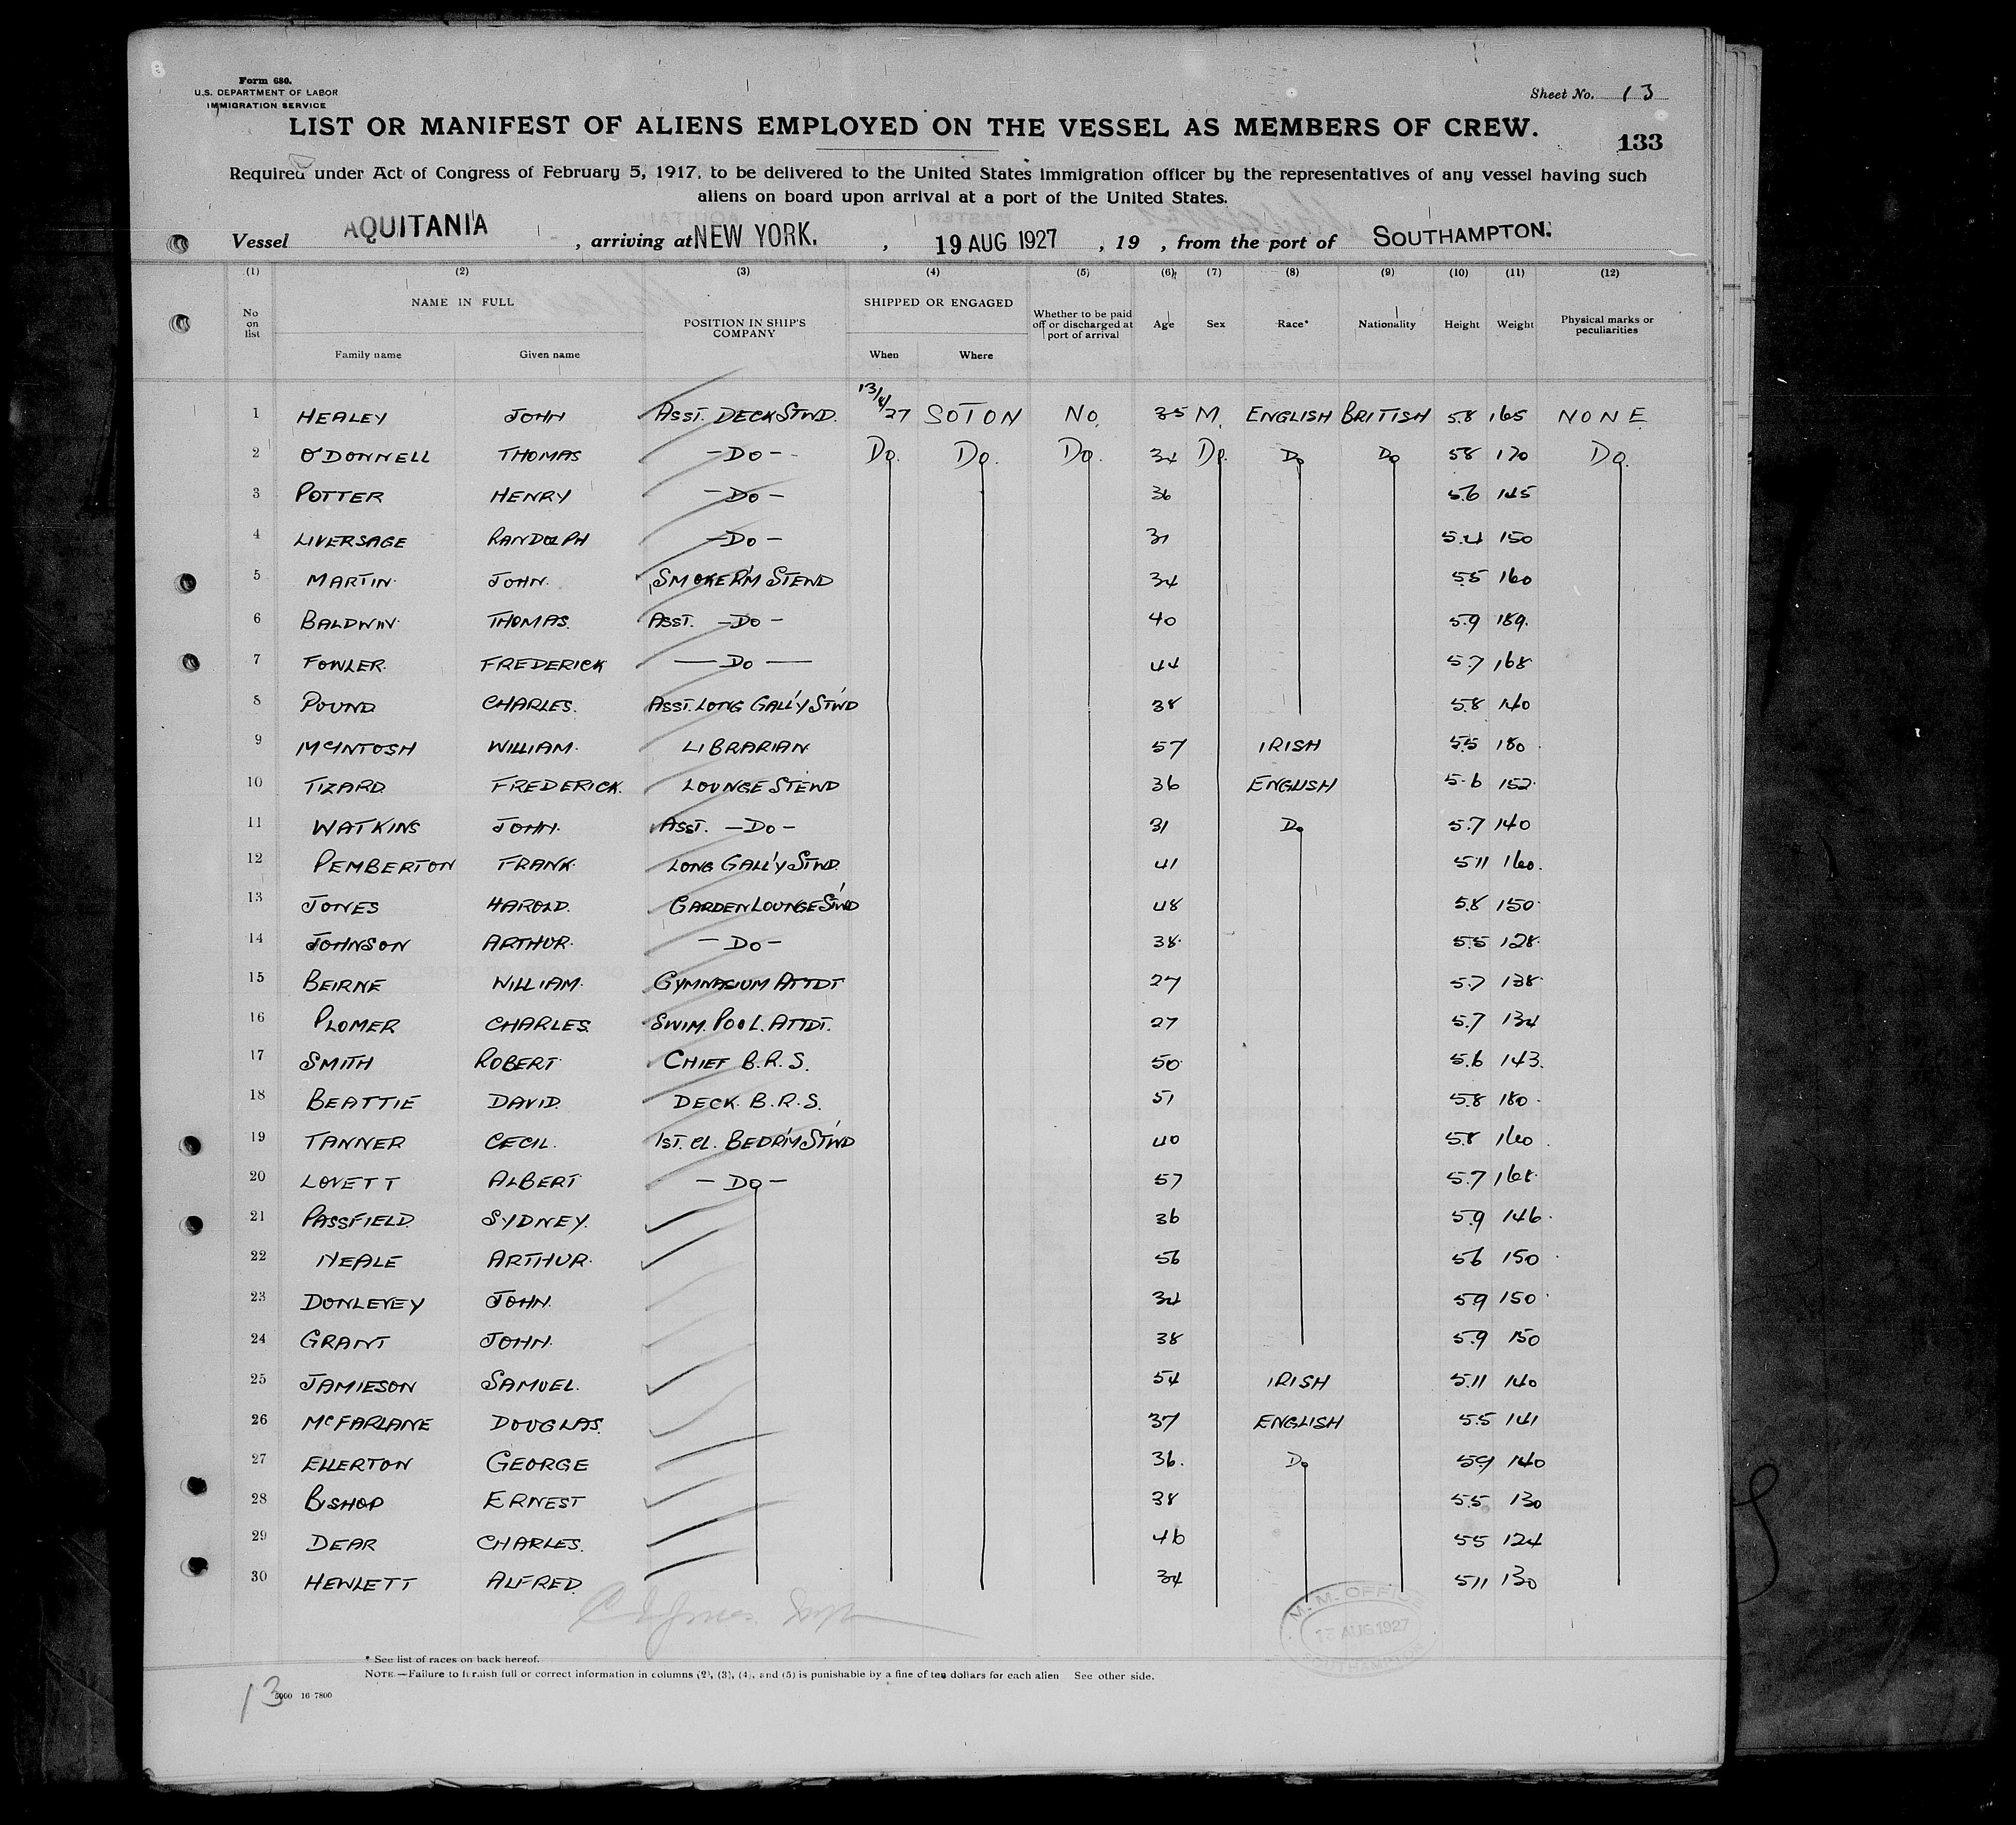 Form 680.
U.S. DEPARTMENT OF LABOR
IMMIGRATION SERVICE
Sheet No. 13
LIST OR MANIFEST OF ALIENS EMPLOYED ON THE VESSEL AS MEMBERS OF CREW.
133
Required under Act of Congress of February 5, 1917, to be delivered to the United States immigration officer by the representatives of any vessel having such
aliens on board upon arrival at a port of the United States.
Vessel AQUITANIA , arriving at NEW YORK. , 19 AUG 1927 , 19 , from the port of SOUTHAMPTON.
(1) (2) (3) (4) (5) (6) (7) (8) (9) (10) (11) (12)
No on list NAME IN FULL Family name Given name POSITION IN SHIP'S COMPANY SHIPPED OR ENGAGED When Where Whether to be paid off or discharged at port of arrival Age Sex Race* Nationality Height Weight Physical marks or peculiarities
1 HEALEY JOHN ASST. DECK STWD. 27 SOTON NO. 35 M. ENGLISH BRITISH 5.8 165 NONE
2 O'DONNELL THOMAS -DO- DO. DO. DO. 34 DO. DO DO 58 170 DO.
3 POTTER HENRY -DO- 36 5.6 145
4 LIVERSAGE RANDOLPH -DO- 31 5.4 150
5 MARTIN JOHN. SMOKER'M STEWD 34 5.5 160
6 BALDWIN THOMAS. ASST. -DO- 40 5.9 189.
7 FOWLER. FREDERICK -DO- 44 5.7 168
8 POUND CHARLES. ASST. LONG GALL'Y ST'WD 38 5.8 140
9 McINTOSH WILLIAM. LIBRARIAN 57 IRISH 5.5 180.
10 TIZARD. FREDERICK. LOUNGE STEWD 36 ENGLISH 5.6 152.
11 WATKINS JOHN. ASST. -DO- 31 DO 5.7 140
12 PEMBERTON FRANK. LONG GALL'Y STWD. 41 5.11 160.
13 JONES HAROLD. GARDEN LOUNGE ST'WD 48 5.8 150.
14 JOHNSON ARTHUR. -DO- 38. 5.5 128.
15 BEIRNE WILLIAM. GYMNASIUM ATTDT 27 5.7 138.
16 PLOMER CHARLES. SWIM. POOL. ATTDT. 27 5.7 134
17 SMITH ROBERT. CHIEF B.R.S. 50. 5.6 143.
18 BEATTIE DAVID. DECK. B.R.S. 51 5.8 180.
19 TANNER CECIL. 1ST. CL. BEDR'M ST'WD 40 5.8 160.
20 LOVETT ALBERT -DO- 57 5.7 168.
21 PASSFIELD. SYDNEY. 36 5.9 146.
22 NEALE ARTHUR. 56 5.6 150.
23 DONLEVEY JOHN. 34 5.9 150.
24 GRANT JOHN. 38 5.9 150
25 JAMIESON SAMUEL. 54 IRISH 5.11 140
26 McFARLANE DOUGLAS. 37 ENGLISH 5.5 141
27 ELLERTON GEORGE 36. DO 5.9 140
28 BISHOP ERNEST 38 5.5 130
29 DEAR CHARLES. 46 5.5 124
30 HEWLETT ALFRED. 34 5.11 130
M. M. OFFICE
13 AUG 1927
SOUTHAMPTON
* See list of races on back hereof.
NOTE.—Failure to furnish full or correct information in columns (2), (3), (4), and (5) is punishable by a fine of ten dollars for each alien See other side.
13
5000 16-7800